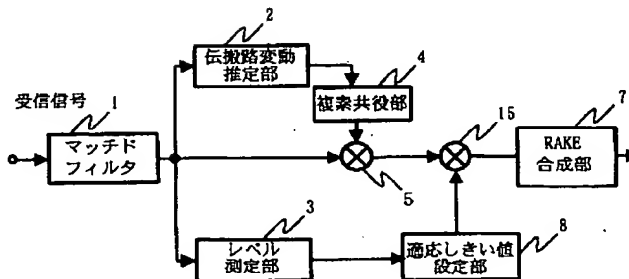 2
伝搬路変動
推定部
4
複素共役部
受信信号
1
マッチド
フィルタ
5
15
7
RAKE
合成部
3
レベル
測定部
適応しきい値
設定部
8